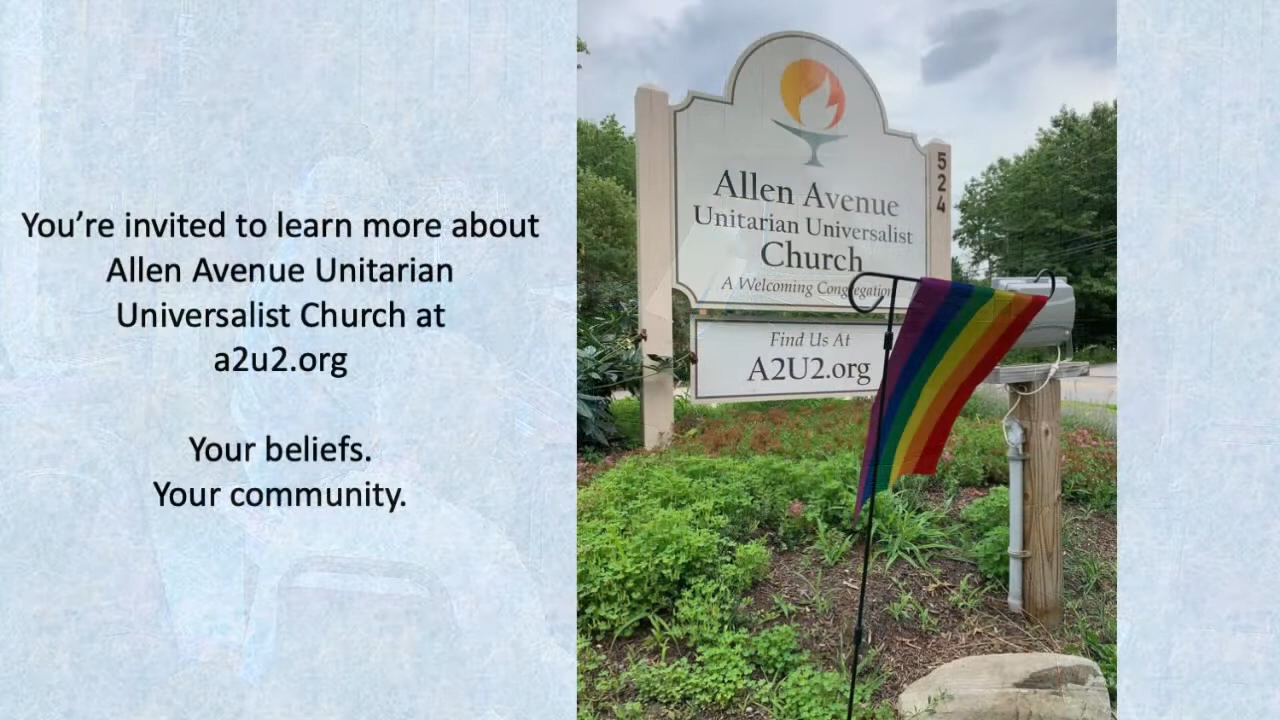 You're invited to learn more about
Allen Avenue Unitarian
Universalist Church at
a2u2.org
Your beliefs.
Your community.
Allen Avenue
Unitarian Universalist
Church
A Welcoming Congregation
524
Find Us At
A2U2.org